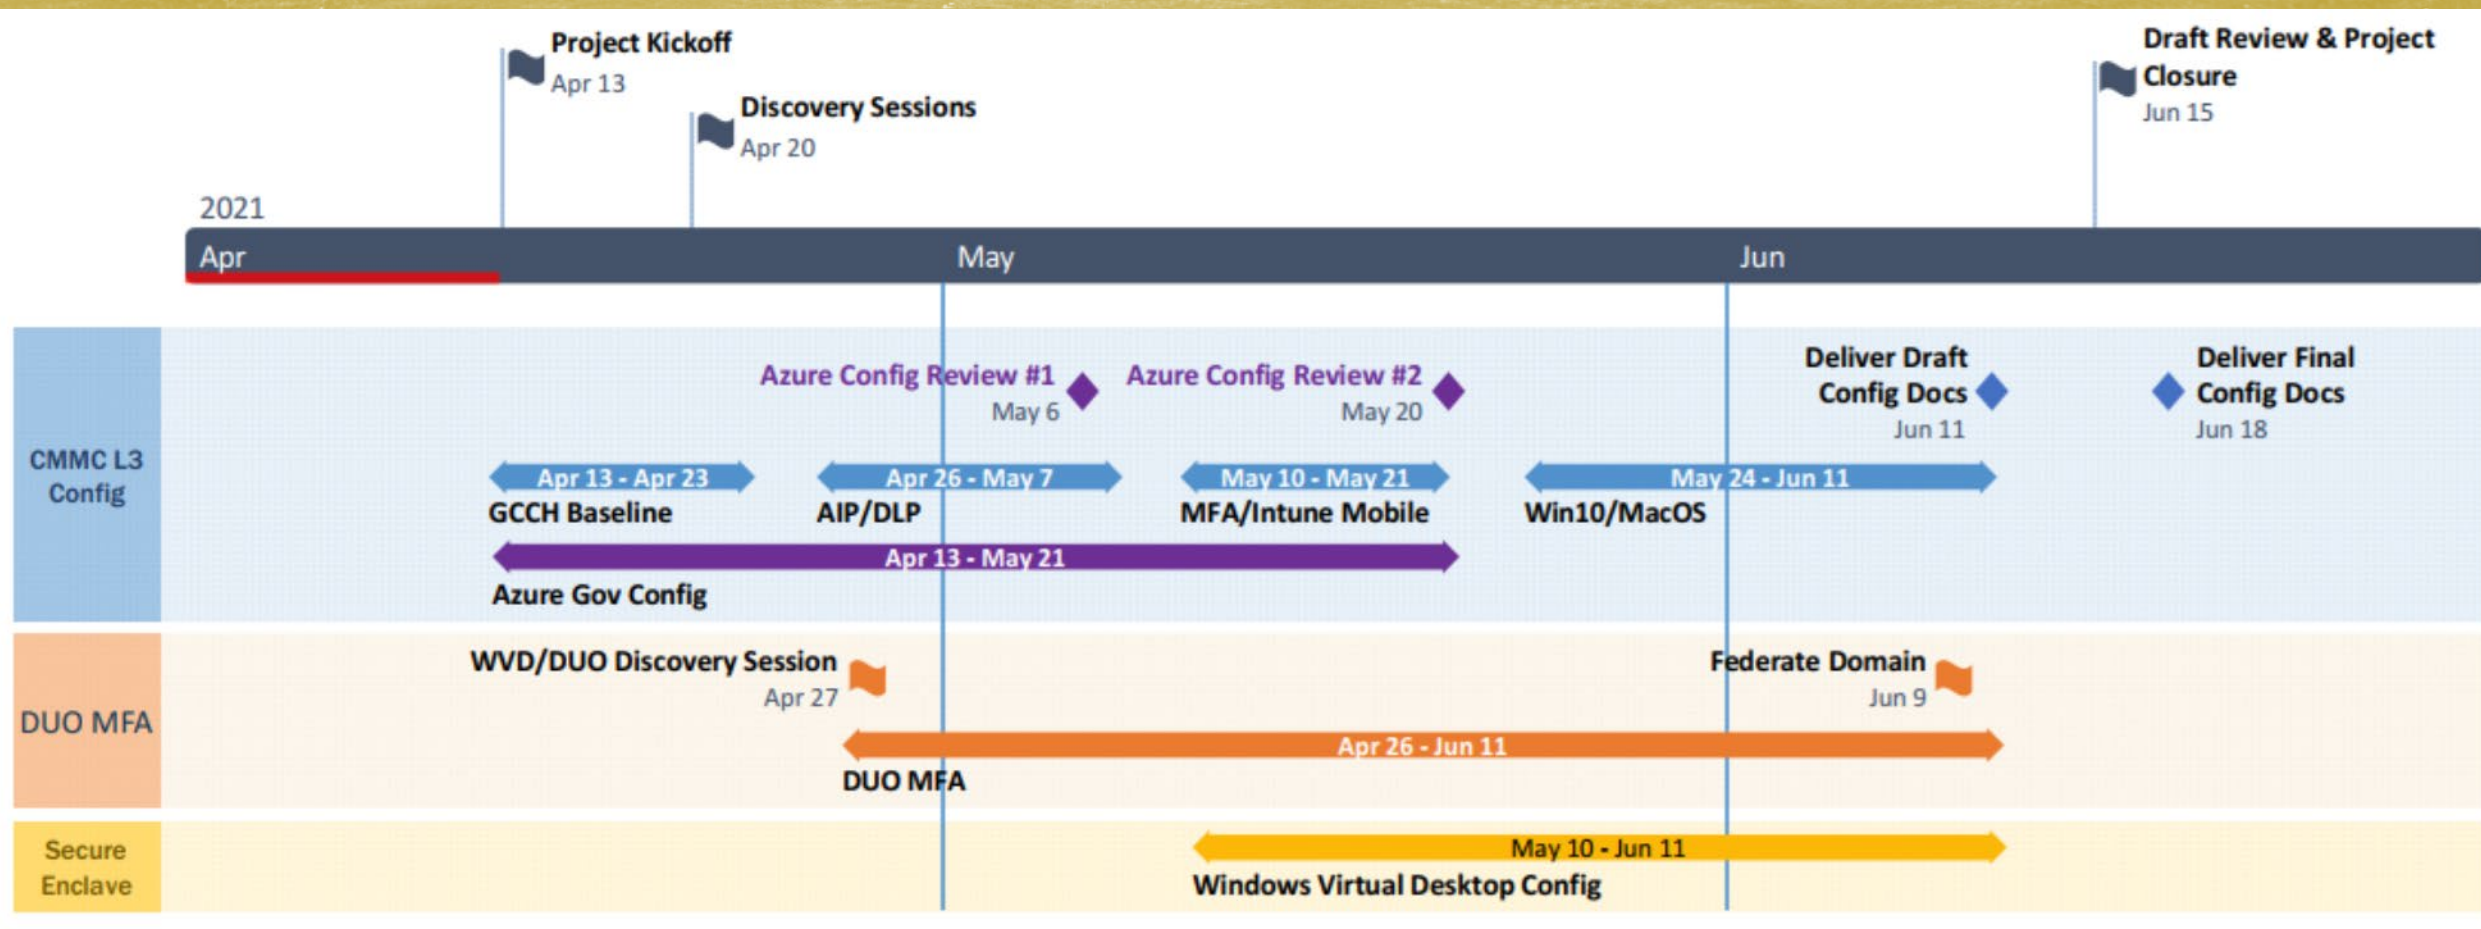 Project Kickoff
Apr 13
Discovery Sessions
Apr 20
Draft Review & Project
Closure
Jun 15
2021
Apr
May
Jun
CMMC L3
Config
Azure Config Review #1
May 6
Azure Config Review #2
May 20
Deliver Draft
Config Docs
Jun 11
Deliver Final
Config Docs
Jun 18
Apr 13 - Apr 23
GCCH Baseline
Apr 26 - May 7
AIP/DLP
May 10 - May 21
MFA/Intune Mobile
May 24 - Jun 11
Win10/MacOS
Apr 13 - May 21
Azure Gov Config
DUO MFA
WVD/DUO Discovery Session
Apr 27
Federate Domain
Jun 9
Apr 26 - Jun 11
DUO MFA
Secure
Enclave
May 10 - Jun 11
Windows Virtual Desktop Config